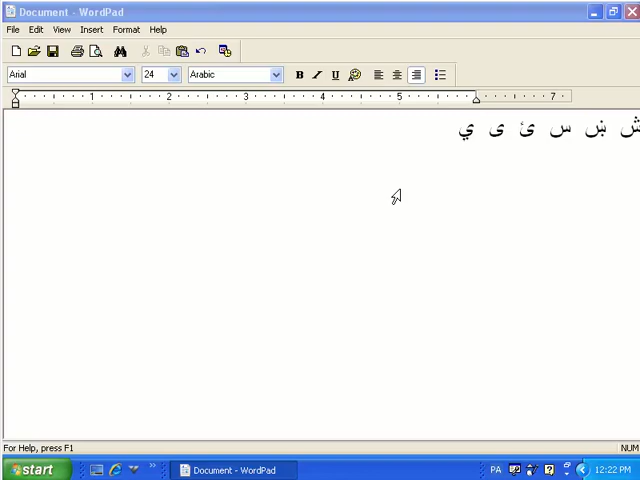 Document - WordPad
File Edit View Insert Format Help
Arial 24 Arabic B I U
1 2 3 4 5 7
ش ښ س ئ ى ي
For Help, press F1 NUM
start Document - WordPad PA 12:22 PM